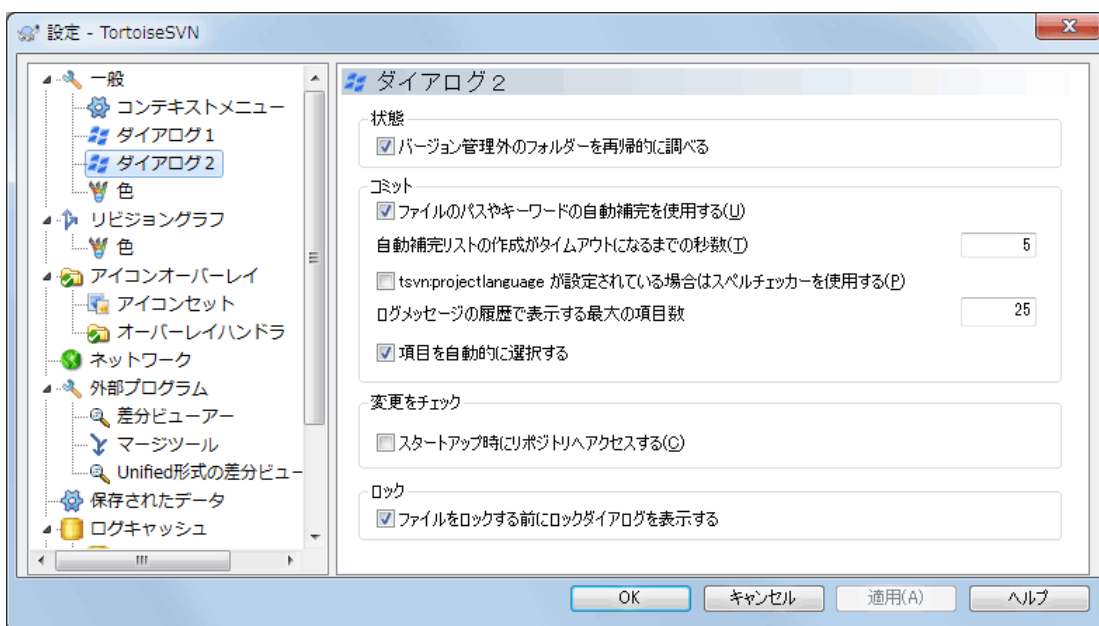 設定 - TortoiseSVN
一般
コンテキストメニュー
ダイアログ1
ダイアログ2
色
リビジョングラフ
色
アイコンオーバーレイ
アイコンセット
オーバーレイハンドラ
ネットワーク
外部プログラム
差分ビューアー
マージツール
Unified形式の差分ビュー
保存されたデータ
ログキャッシュ
ダイアログ2
状態
バージョン管理外のフォルダーを再帰的に調べる
コミット
ファイルのパスやキーワードの自動補完を使用する(U)
自動補完リストの作成がタイムアウトになるまでの秒数(T) 5
tsvn:projectlanguage が設定されている場合はスペルチェッカーを使用する(P)
ログメッセージの履歴で表示する最大の項目数 25
項目を自動的に選択する
変更をチェック
スタートアップ時にリポジトリへアクセスする(C)
ロック
ファイルをロックする前にロックダイアログを表示する
OK キャンセル 適用(A) ヘルプ